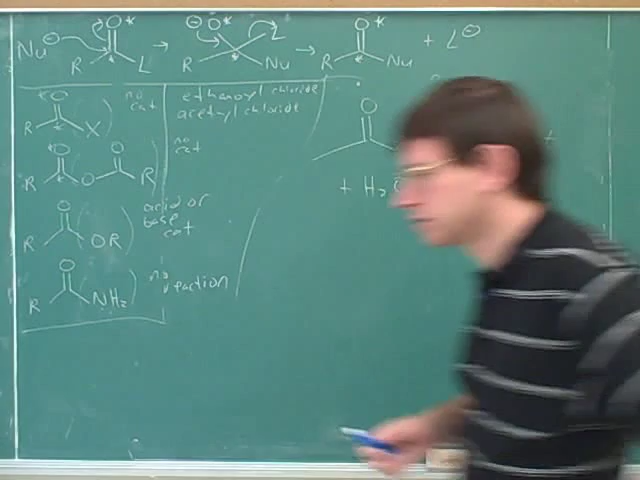 Nu⊖ O* R L → ⊖ O* R L Nu → O* R Nu + L⊖
O R X no cat
ethanoyl chloride
acetyl chloride
O R O O R no cat
O R OR acid or base cat
O R NH₂ no reaction
O +
+ H₂